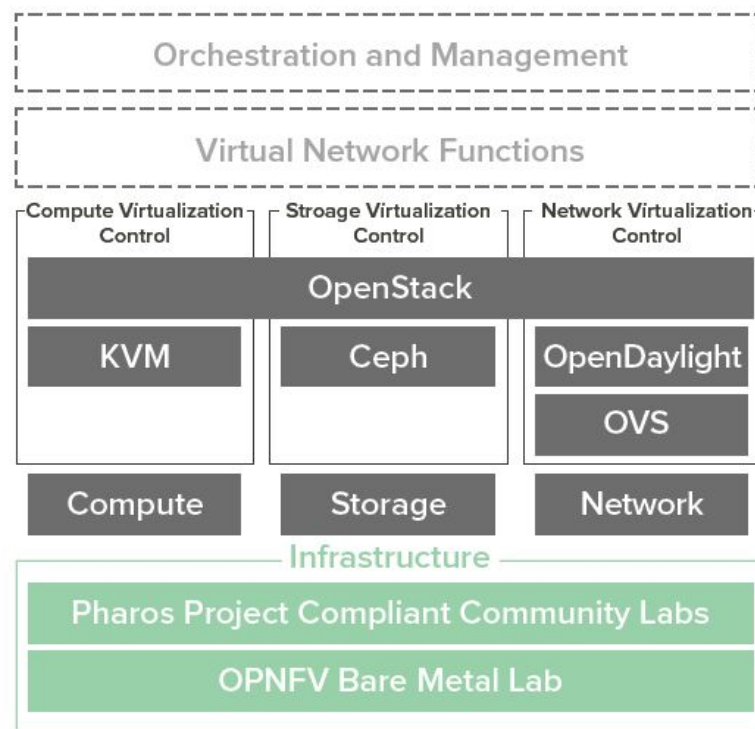 Orchestration and Management
Virtual Network Functions
Compute Virtualization
Control
Stroage Virtualization
Control
Network Virtualization
Control
OpenStack
KVM
Ceph
OpenDaylight
OVS
Compute
Storage
Network
Infrastructure
Pharos Project Compliant Community Labs
OPNFV Bare Metal Lab